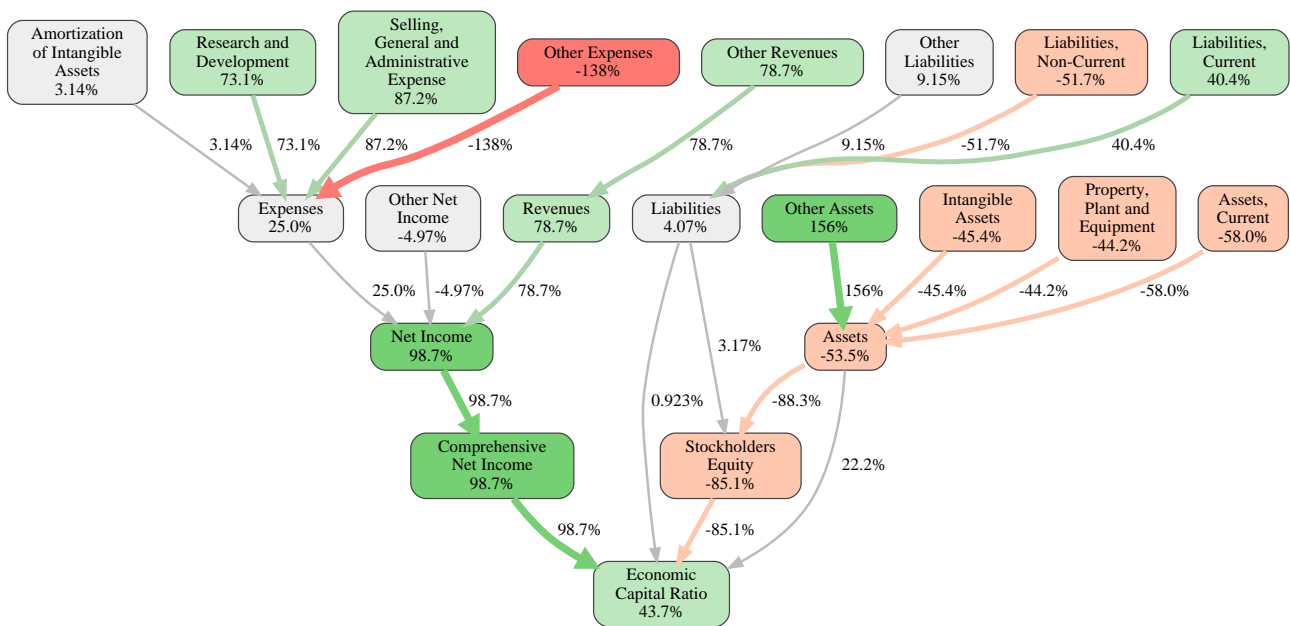 Amortization
of Intangible
Assets
3.14%
Research and
Development
73.1%
Selling,
General and
Administrative
Expense
87.2%
Other Expenses
-138%
Other Revenues
78.7%
Other
Liabilities
9.15%
Liabilities,
Non-Current
-51.7%
Liabilities,
Current
40.4%
3.14%
73.1%
87.2%
-138%
78.7%
9.15%
-51.7%
40.4%
Expenses
25.0%
Other Net
Income
-4.97%
Revenues
78.7%
Liabilities
4.07%
Other Assets
156%
Intangible
Assets
-45.4%
Property,
Plant and
Equipment
-44.2%
Assets,
Current
-58.0%
25.0%
-4.97%
78.7%
156%
-45.4%
-44.2%
-58.0%
Net Income
98.7%
3.17%
Assets
-53.5%
98.7%
0.923%
-88.3%
Comprehensive
Net Income
98.7%
Stockholders
Equity
-85.1%
22.2%
98.7%
-85.1%
Economic
Capital Ratio
43.7%